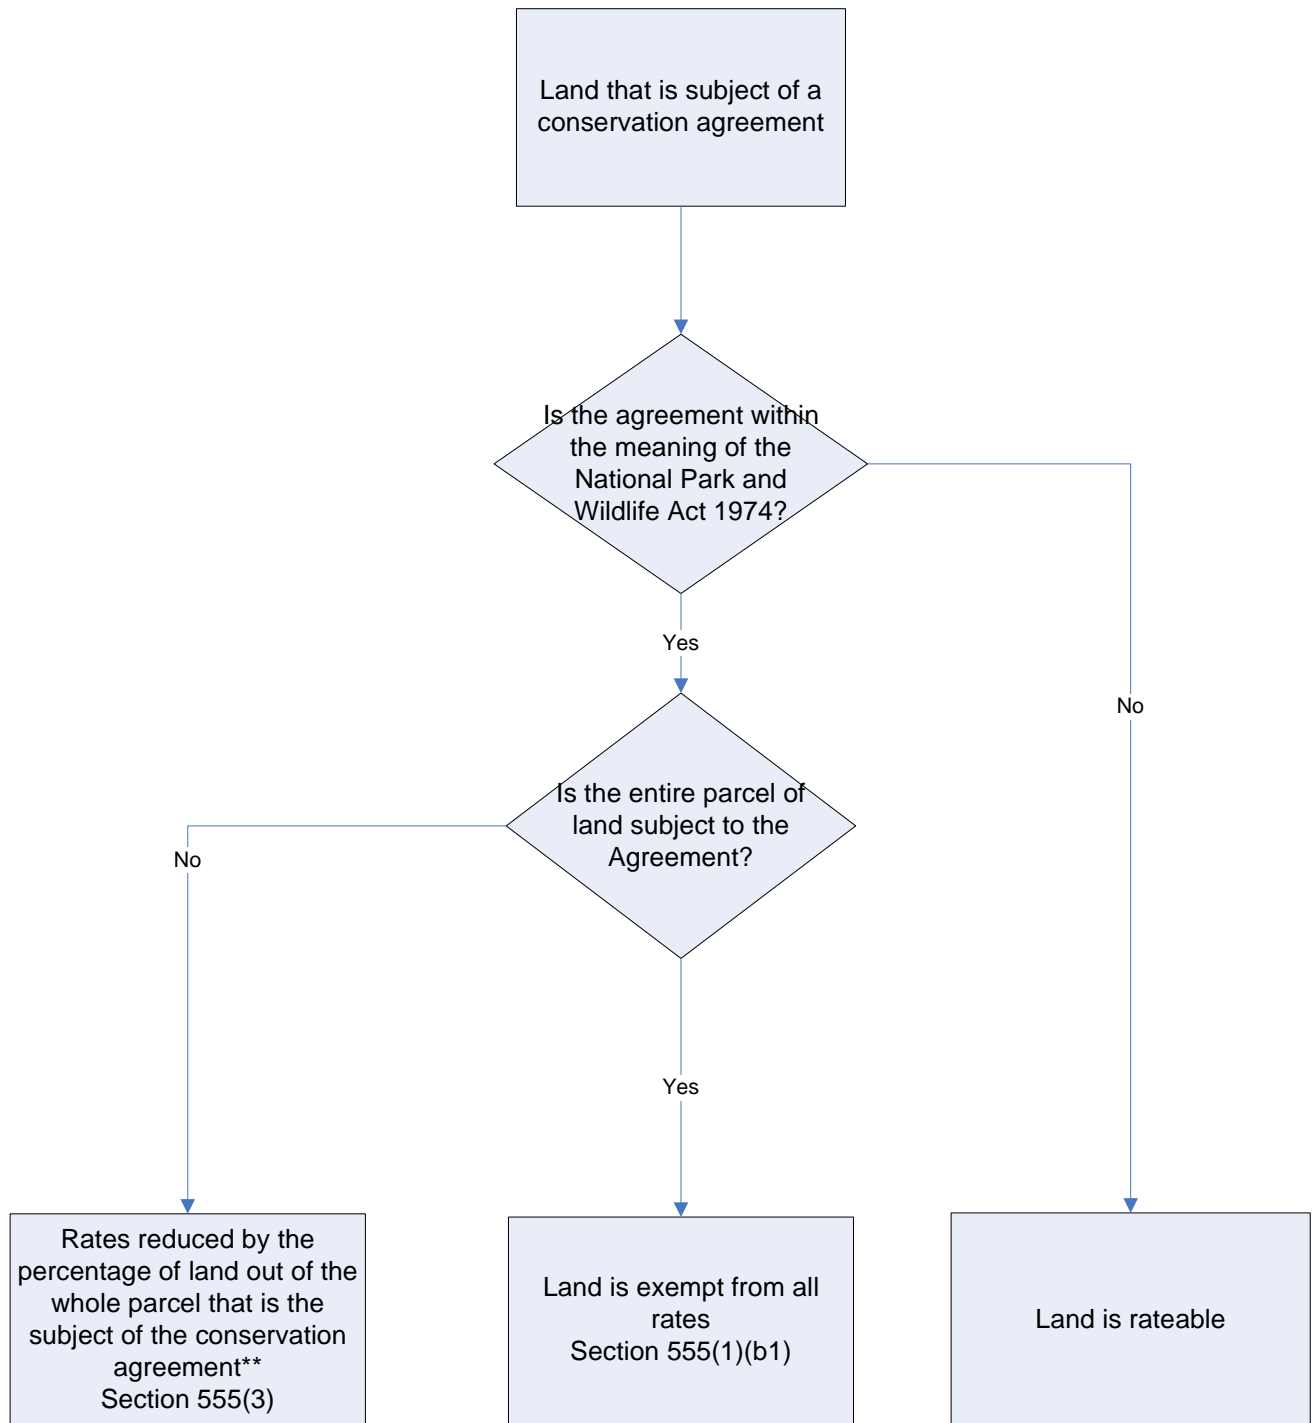 Land that is subject of a
conservation agreement
Is the agreement within
the meaning of the
National Park and
Wildlife Act 1974?
Yes
No
Is the entire parcel of
land subject to the
Agreement?
No
Yes
Rates reduced by the
percentage of land out of the
whole parcel that is the
subject of the conservation
agreement**
Section 555(3)
Land is exempt from all
rates
Section 555(1)(b1)
Land is rateable